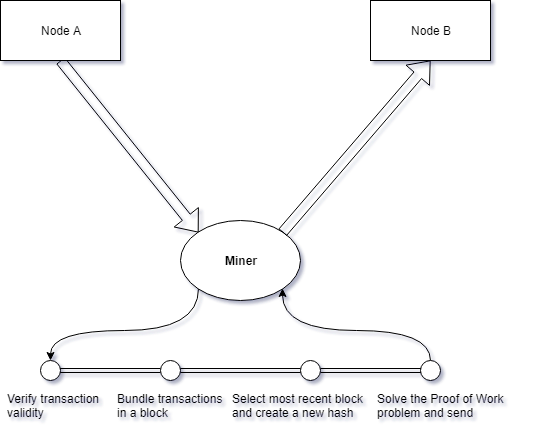 Node A
Node B
Miner
Verify transaction
validity
Bundle transactions
in a block
Select most recent block
and create a new hash
Solve the Proof of Work
problem and send